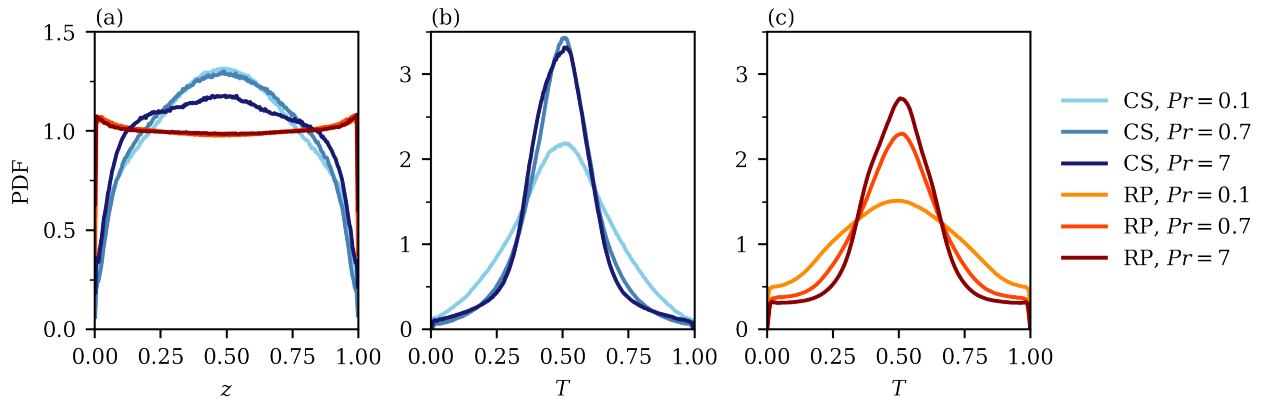 (a)
(b)
(c)
PDF
1.5
1.0
0.5
0.0
0.00 0.25 0.50 0.75 1.00
z
3
2
1
0
0.00 0.25 0.50 0.75 1.00
T
3
2
1
0
0.00 0.25 0.50 0.75 1.00
T
CS, Pr = 0.1
CS, Pr = 0.7
CS, Pr = 7
RP, Pr = 0.1
RP, Pr = 0.7
RP, Pr = 7